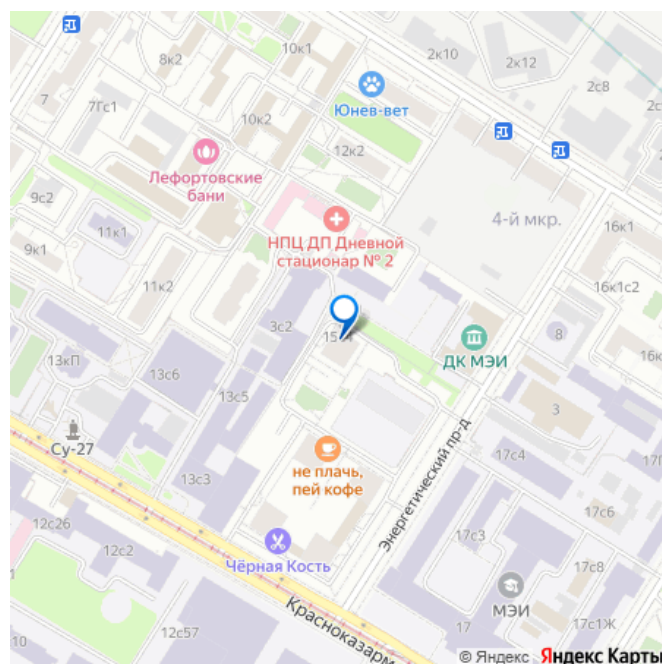 10к1
2к10
2к12
8к2
2с8
7
7Гс1
Юнев-вет
10к2
12к2
Лефортовские
бани
9с2
4-й мкр.
11к1
НПЦ ДП Дневной
стационар № 2
16к1
9к1
11к2
16к1с2
3с2
8
ДК МЭИ
13кП
13с6
13с5
3
Су-27
не плачь,
пей кофе
Энергетический пр-д
17с4
13с3
12с26
12с2
Чёрная Кость
17с3
17с8
МЭИ
Красноказарм
17
17с1Ж
12с57
© Яндекс Яндекс Карты